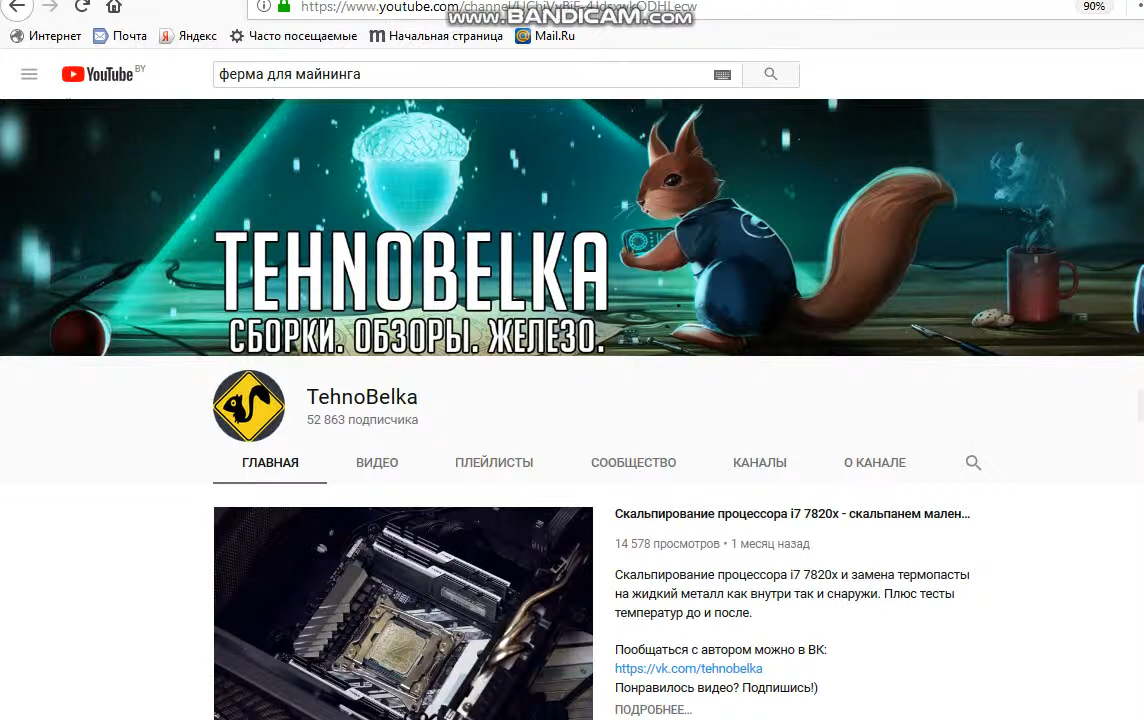 https://www.youtube.com/channel/
90%
www.BANDICAM.com
Интернет Почта Яндекс Часто посещаемые Начальная страница Mail.Ru
YouTube BY
ферма для майнинга
TEHNOBELKA
СБОРКИ. ОБЗОРЫ. ЖЕЛЕЗО.
TehnoBelka
52 863 подписчика
ГЛАВНАЯ ВИДЕО ПЛЕЙЛИСТЫ СООБЩЕСТВО КАНАЛЫ О КАНАЛЕ
Скальпирование процессора i7 7820x - скальпанем мален...
14 578 просмотров • 1 месяц назад
Скальпирование процессора i7 7820x и замена термопасты
на жидкий металл как внутри так и снаружи. Плюс тесты
температур до и после.
Пообщаться с автором можно в ВК:
https://vk.com/tehnobelka
Понравилось видео? Подпишись!)
ПОДРОБНЕЕ...